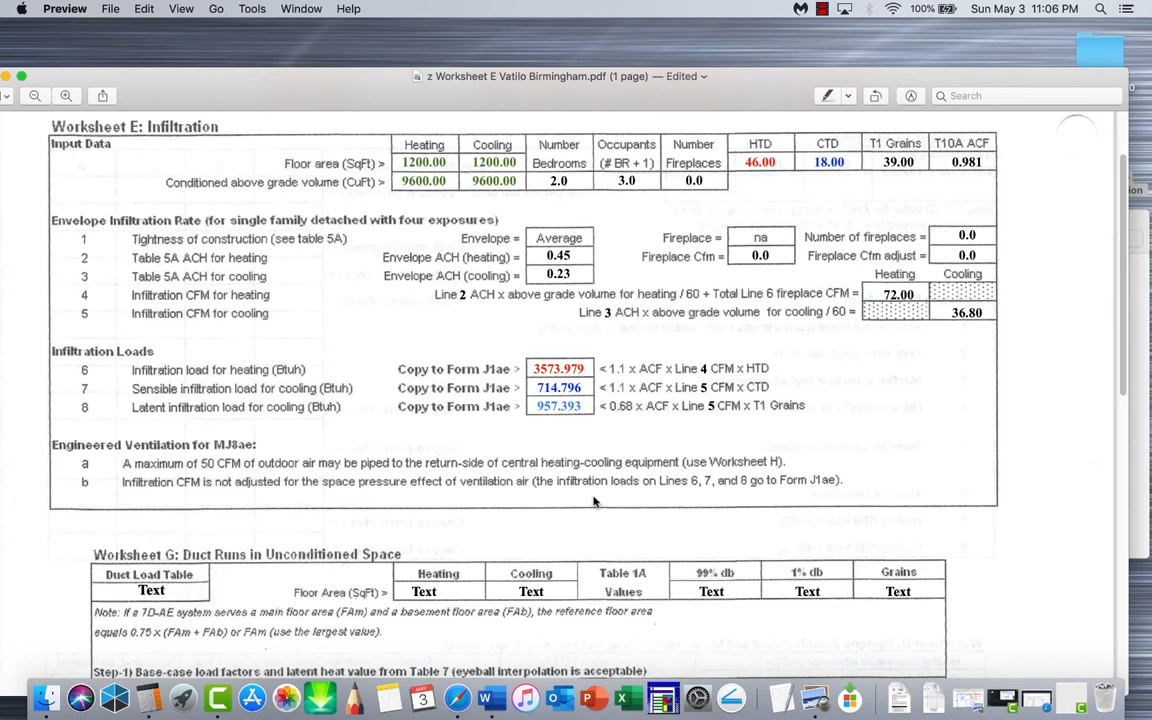 Preview File Edit View Go Tools Window Help 100% Sun May 3 11:06 PM
z Worksheet E Vatilo Birmingham.pdf (1 page) — Edited
Search
Worksheet E: Infiltration
Input Data Heating Cooling Number Occupants Number HTD CTD T1 Grains T10A ACF
Floor area (SqFt) > 1200.00 1200.00 Bedrooms (# BR + 1) Fireplaces 46.00 18.00 39.00 0.981
Conditioned above grade volume (CuFt) > 9600.00 9600.00 2.0 3.0 0.0
Envelope Infiltration Rate (for single family detached with four exposures)
1 Tightness of construction (see table 5A) Envelope = Average Fireplace = na Number of fireplaces = 0.0
2 Table 5A ACH for heating Envelope ACH (heating) = 0.45 Fireplace Cfm = 0.0 Fireplace Cfm adjust = 0.0
3 Table 5A ACH for cooling Envelope ACH (cooling) = 0.23 Heating Cooling
4 Infiltration CFM for heating Line 2 ACH x above grade volume for heating / 60 + Total Line 6 fireplace CFM = 72.00
5 Infiltration CFM for cooling Line 3 ACH x above grade volume for cooling / 60 = 36.80
Infiltration Loads
6 Infiltration load for heating (Btuh) Copy to Form J1ae > 3573.979 < 1.1 x ACF x Line 4 CFM x HTD
7 Sensible infiltration load for cooling (Btuh) Copy to Form J1ae > 714.796 < 1.1 x ACF x Line 5 CFM x CTD
8 Latent infiltration load for cooling (Btuh) Copy to Form J1ae > 957.393 < 0.68 x ACF x Line 5 CFM x T1 Grains
Engineered Ventilation for MJ8ae:
a A maximum of 50 CFM of outdoor air may be piped to the return-side of central heating-cooling equipment (use Worksheet H).
b Infiltration CFM is not adjusted for the space pressure effect of ventilation air (the infiltration loads on Lines 6, 7, and 8 go to Form J1ae).
Worksheet G: Duct Runs in Unconditioned Space
Duct Load Table Heating Cooling Table 1A 99% db 1% db Grains
Text Floor Area (SqFt) > Text Text Values Text Text Text
Note: If a 7D-AE system serves a main floor area (FAm) and a basement floor area (FAb), the reference floor area
equals 0.75 x (FAm + FAb) or FAm (use the largest value).
Step-1) Base-case load factors and latent heat value from Table 7 (eyeball interpolation is acceptable)